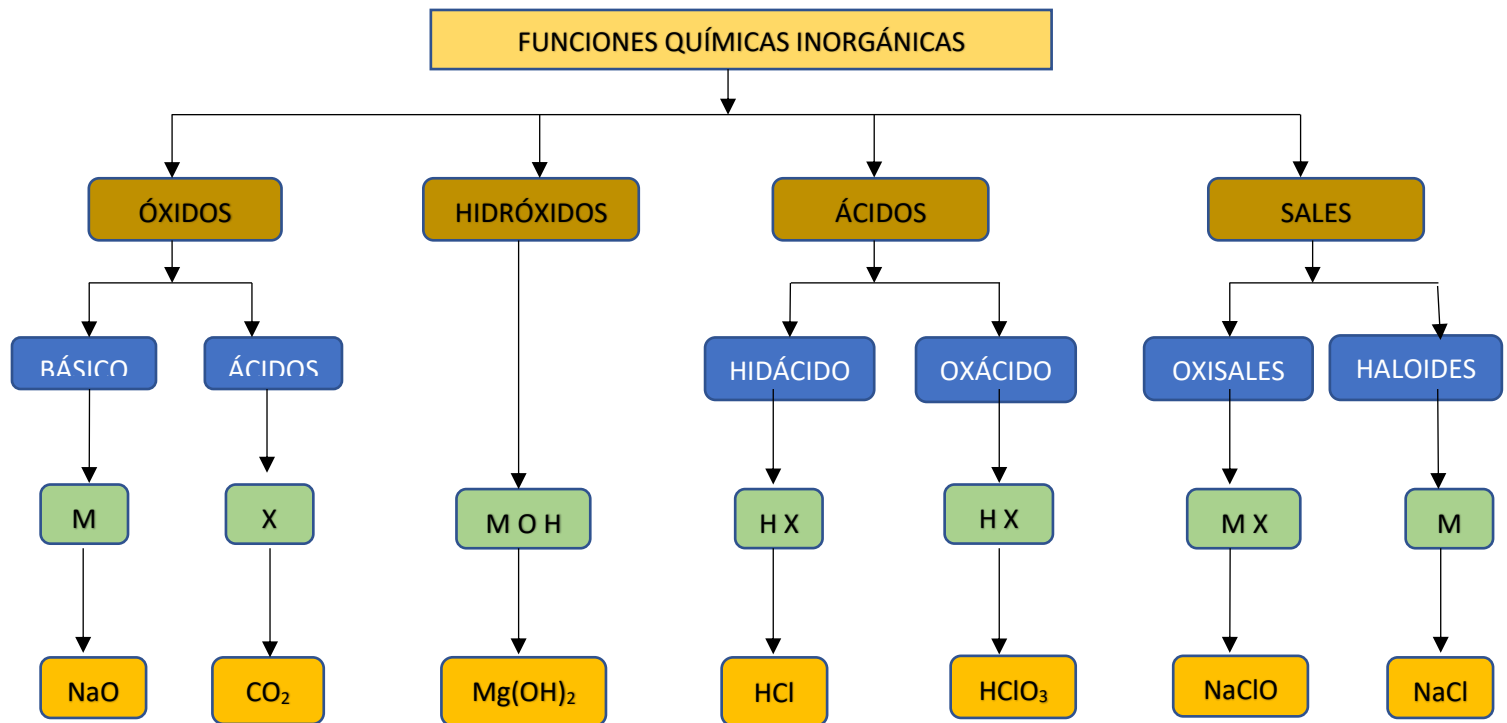 FUNCIONES QUÍMICAS INORGÁNICAS
ÓXIDOS
HIDRÓXIDOS
ÁCIDOS
SALES
BÁSICO
ÁCIDOS
HIDÁCIDO
OXÁCIDO
OXISALES
HALOIDES
M
X
M O H
H X
H X
M X
M
NaO
CO₂
Mg(OH)₂
HCl
HClO₃
NaClO
NaCl